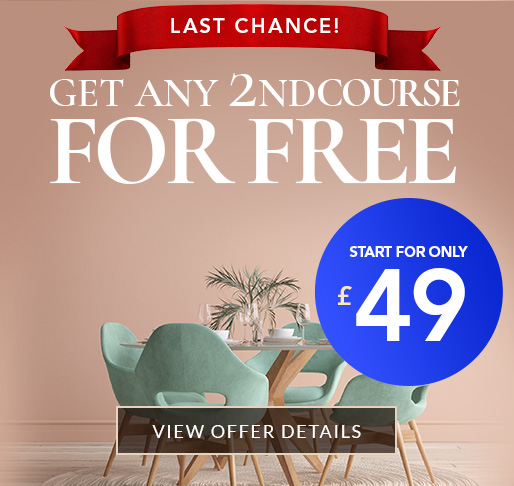 LAST CHANCE!
GET ANY 2NDCOURSE
FOR FREE
START FOR ONLY
£49
VIEW OFFER DETAILS